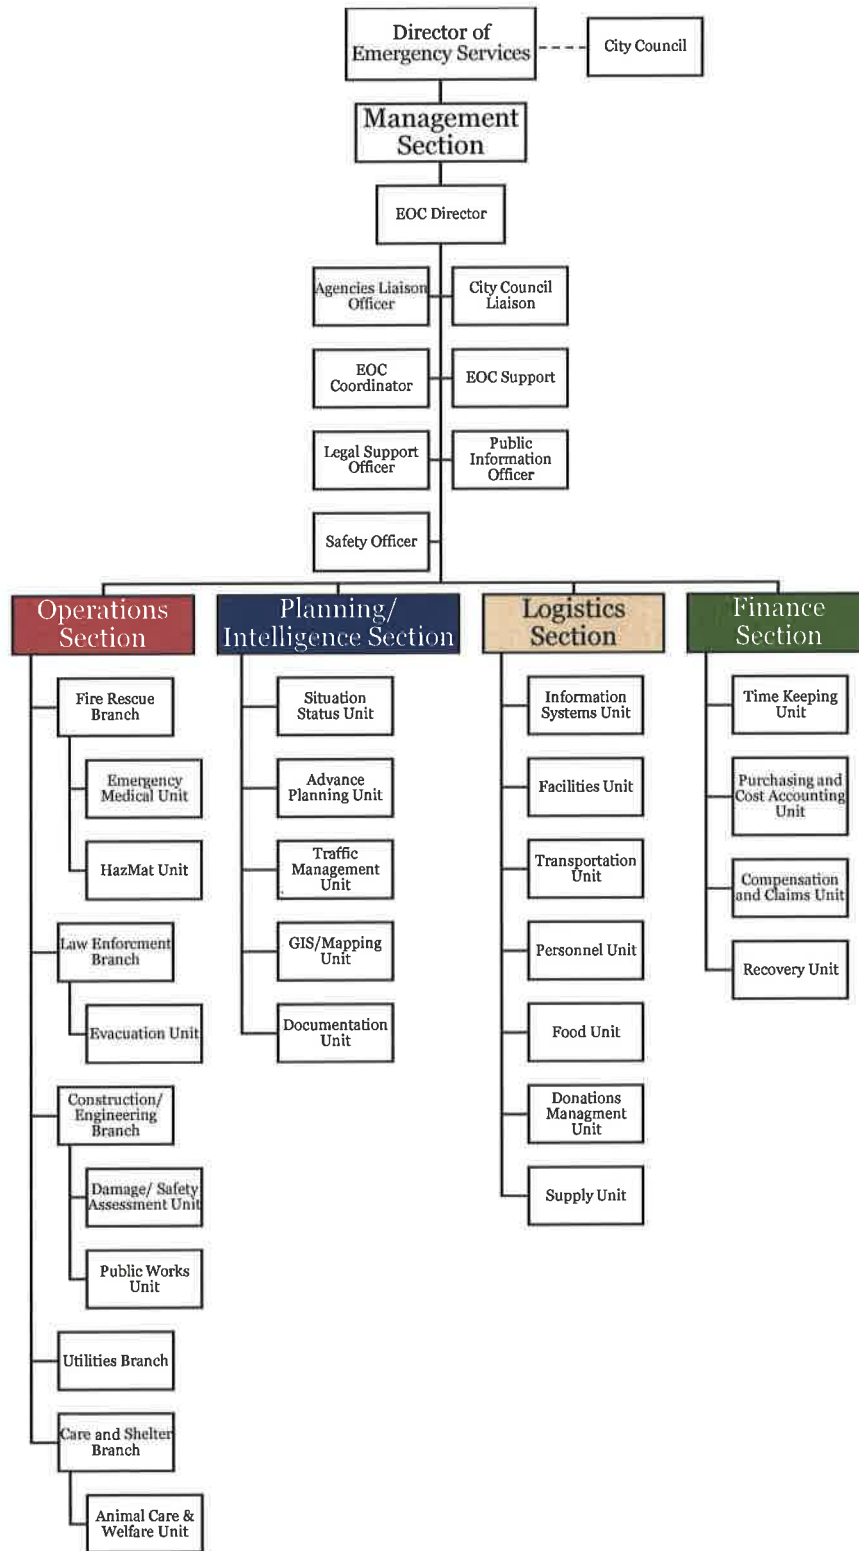 Director of
Emergency Services
City Council
Management
Section
EOC Director
Agencies Liaison
Officer
City Council
Liaison
EOC
Coordinator
EOC Support
Legal Support
Officer
Public
Information
Officer
Safety Officer
Operations
Section
Planning/
Intelligence Section
Logistics
Section
Finance
Section
Fire Rescue
Branch
Emergency
Medical Unit
HazMat Unit
Law Enforcment
Branch
Evacuation Unit
Construction/
Engineering
Branch
Damage/ Safety
Assessment Unit
Public Works
Unit
Utilities Branch
Care and Shelter
Branch
Animal Care &
Welfare Unit
Situation
Status Unit
Advance
Planning Unit
Traffic
Management
Unit
GIS/Mapping
Unit
Documentation
Unit
Information
Systems Unit
Facilities Unit
Transportation
Unit
Personnel Unit
Food Unit
Donations
Managment
Unit
Supply Unit
Time Keeping
Unit
Purchasing and
Cost Accounting
Unit
Compensation
and Claims Unit
Recovery Unit